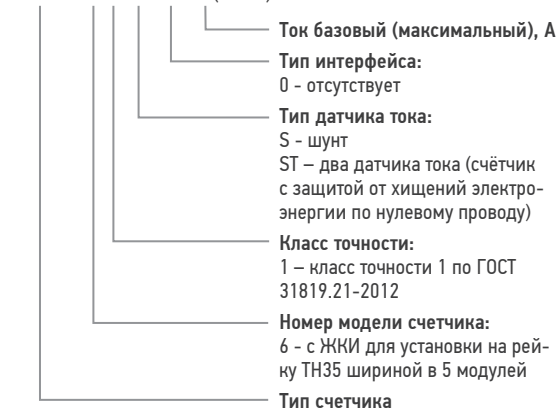 Ток базовый (максимальный), А
Тип интерфейса:
0 - отсутствует
Тип датчика тока:
S - шунт
ST – два датчика тока (счётчик
с защитой от хищений электро-
энергии по нулевому проводу)
Класс точности:
1 – класс точности 1 по ГОСТ
31819.21-2012
Номер модели счетчика:
6 - с ЖКИ для установки на рей-
ку ТН35 шириной в 5 модулей
Тип счетчика